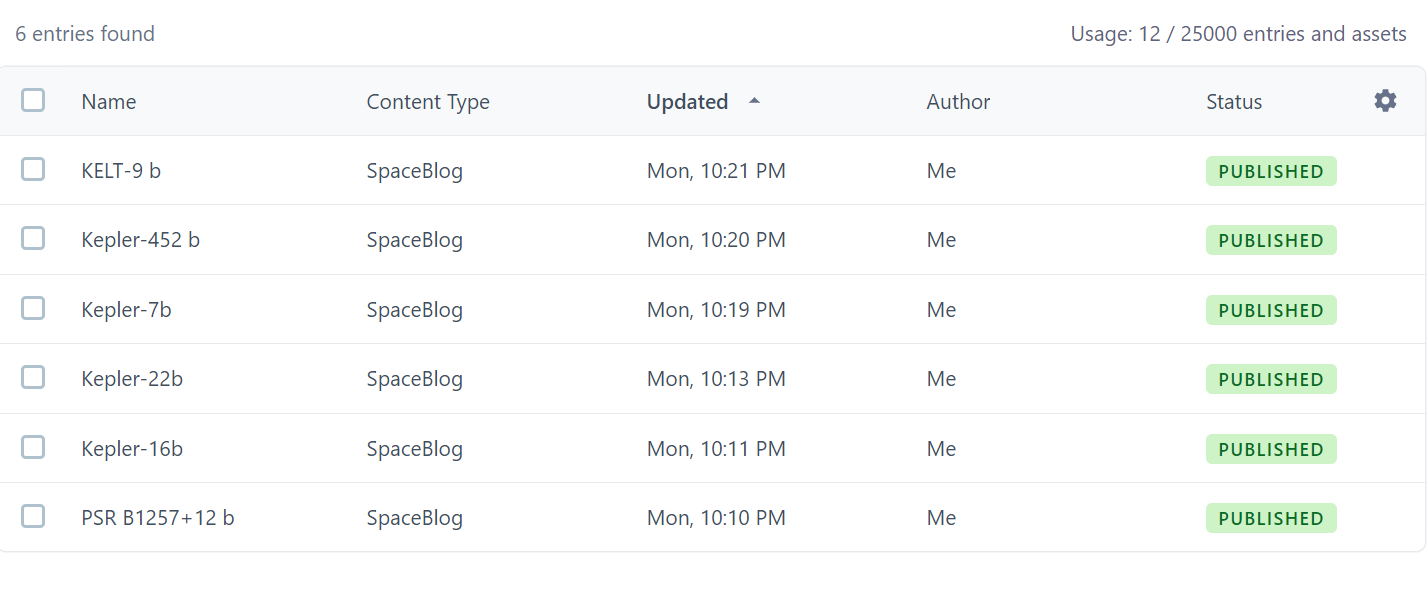 6 entries found Usage: 12 / 25000 entries and assets
Name Content Type Updated Author Status
KELT-9 b SpaceBlog Mon, 10:21 PM Me PUBLISHED
Kepler-452 b SpaceBlog Mon, 10:20 PM Me PUBLISHED
Kepler-7b SpaceBlog Mon, 10:19 PM Me PUBLISHED
Kepler-22b SpaceBlog Mon, 10:13 PM Me PUBLISHED
Kepler-16b SpaceBlog Mon, 10:11 PM Me PUBLISHED
PSR B1257+12 b SpaceBlog Mon, 10:10 PM Me PUBLISHED